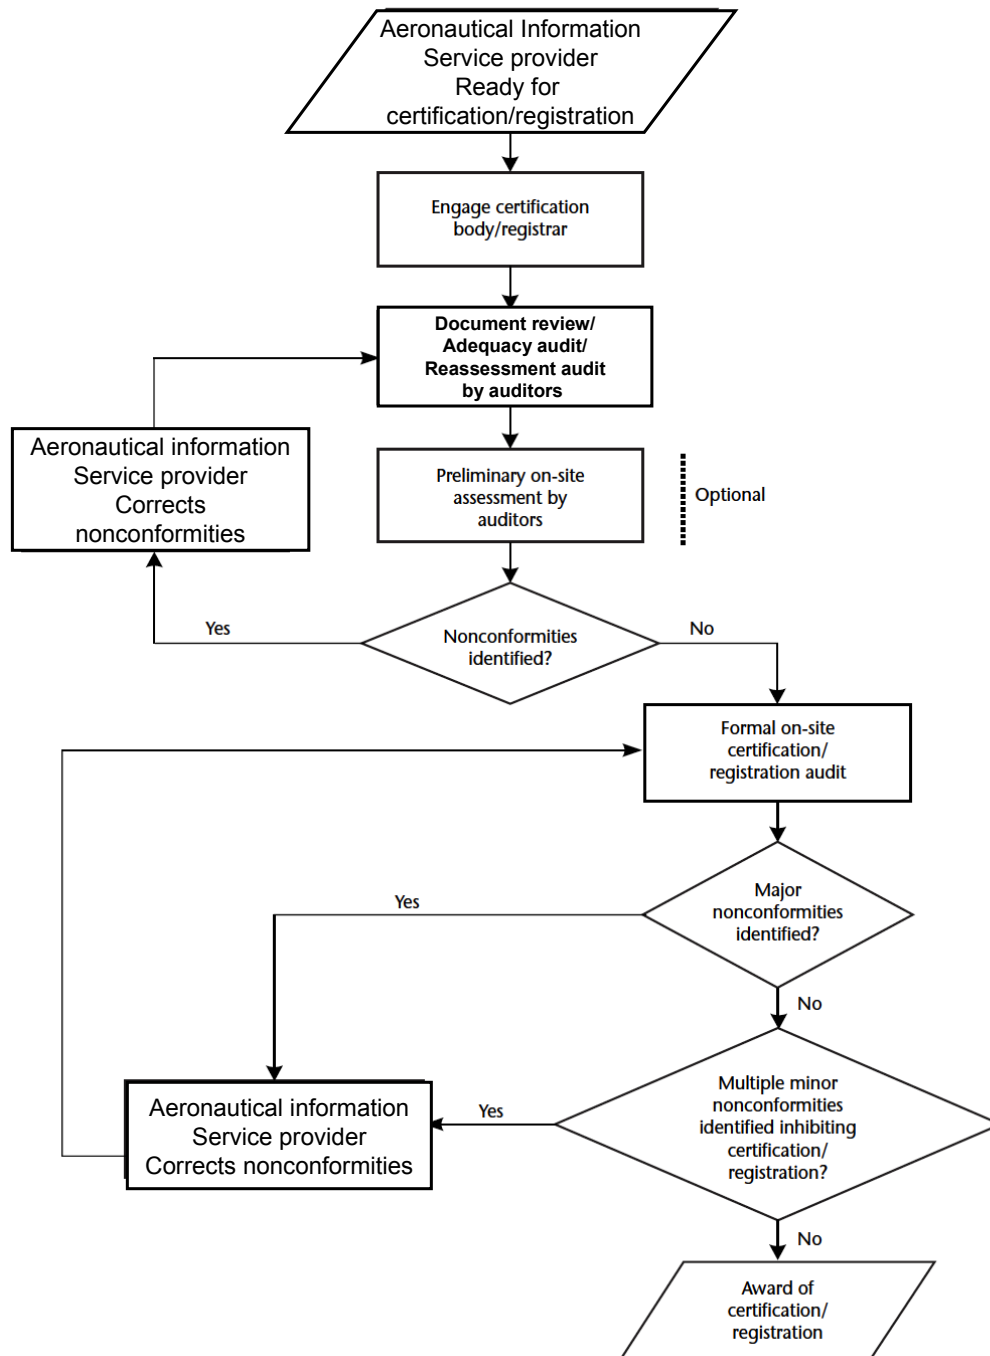 Aeronautical Information
Service provider
Ready for
certification/registration
Engage certification
body/registrar
Document review/
Adequacy audit/
Reassessment audit
by auditors
Aeronautical information
Service provider
Corrects
nonconformities
Preliminary on-site
assessment by
auditors
Optional
Yes
Nonconformities
identified?
No
Formal on-site
certification/
registration audit
Yes
Major
nonconformities
identified?
No
Aeronautical information
Service provider
Corrects nonconformities
Yes
Multiple minor
nonconformities
identified inhibiting
certification/
registration?
No
Award of
certification/
registration